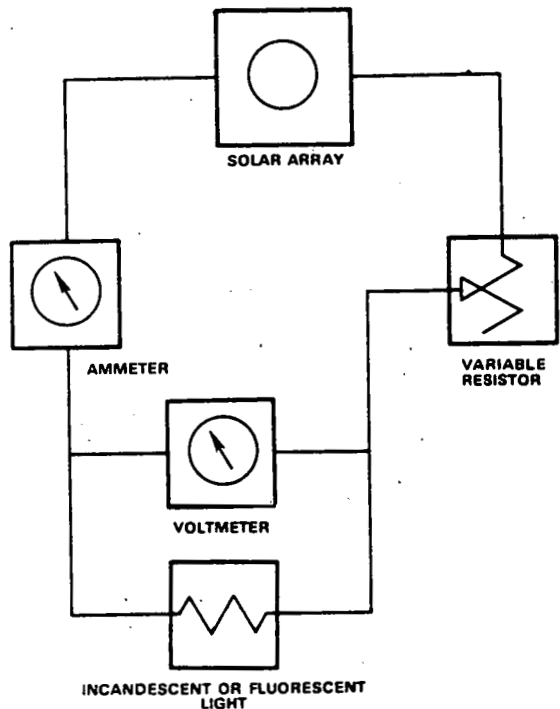 SOLAR ARRAY
AMMETER
VARIABLE
RESISTOR
VOLTMETER
INCANDESCENT OR FLUORESCENT
LIGHT